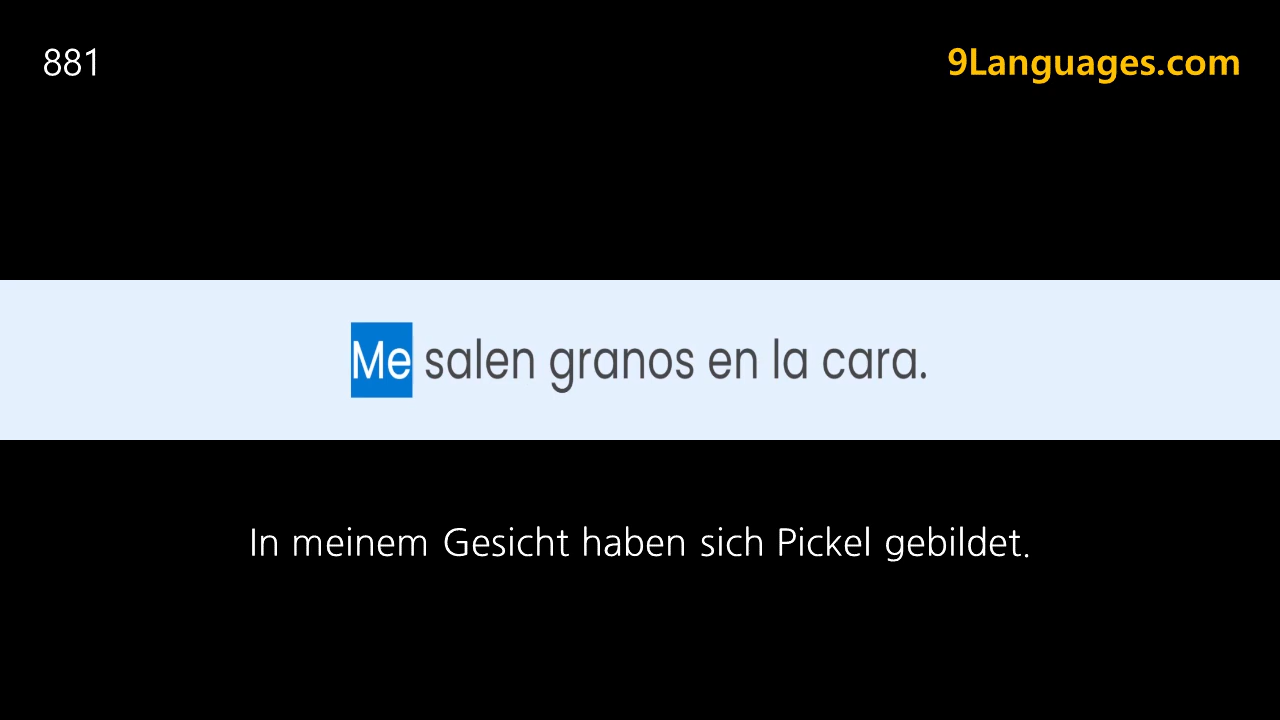 881
9Languages.com
Me salen granos en la cara.
In meinem Gesicht haben sich Pickel gebildet.